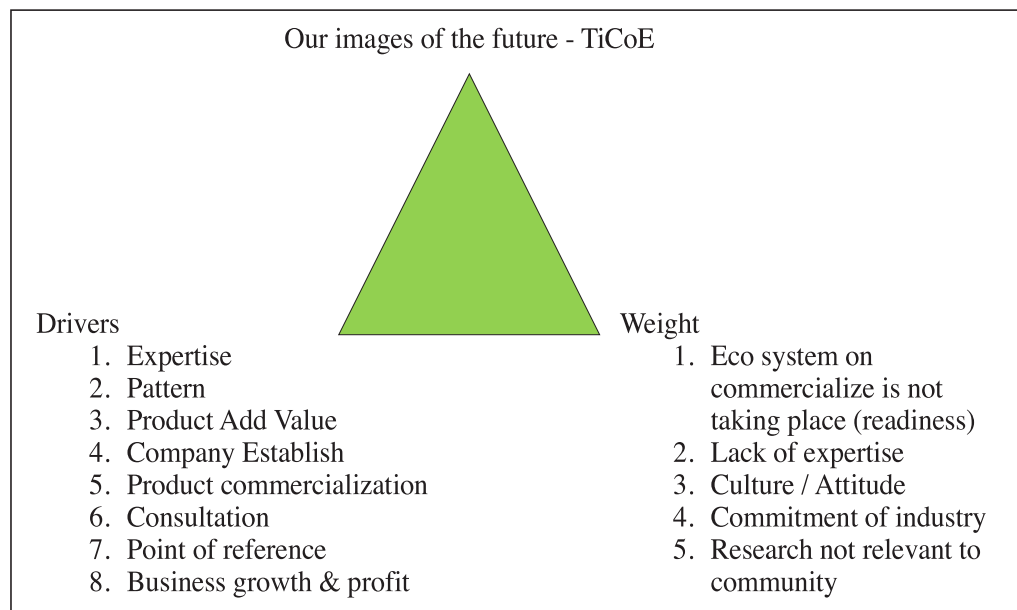 Our images of the future - TiCoE
Drivers
1. Expertise
2. Pattern
3. Product Add Value
4. Company Establish
5. Product commercialization
6. Consultation
7. Point of reference
8. Business growth & profit
Weight
1. Eco system on
commercialize is not
taking place (readiness)
2. Lack of expertise
3. Culture / Attitude
4. Commitment of industry
5. Research not relevant to
community